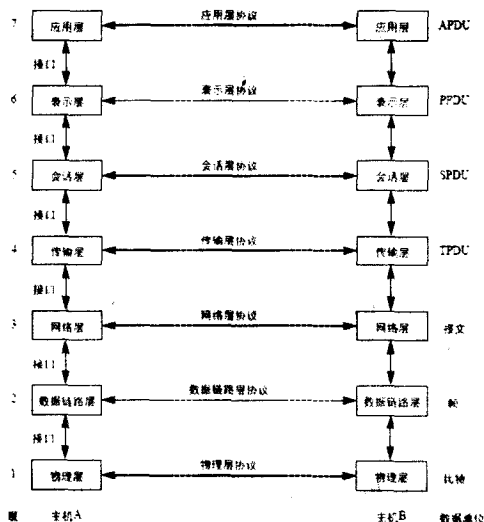 7 应用层 应用层协议 应用层 APDU
接口
6 表示层 表示层协议 表示层 PPDU
接口
5 会话层 会话层协议 会话层 SPDU
接口
4 传输层 传输层协议 传输层 TPDU
接口
3 网络层 网络层协议 网络层 报文
接口
2 数据链路层 数据链路层协议 数据链路层 帧
接口
1 物理层 物理层协议 物理层 比特
层 主机A 主机B 数据单位